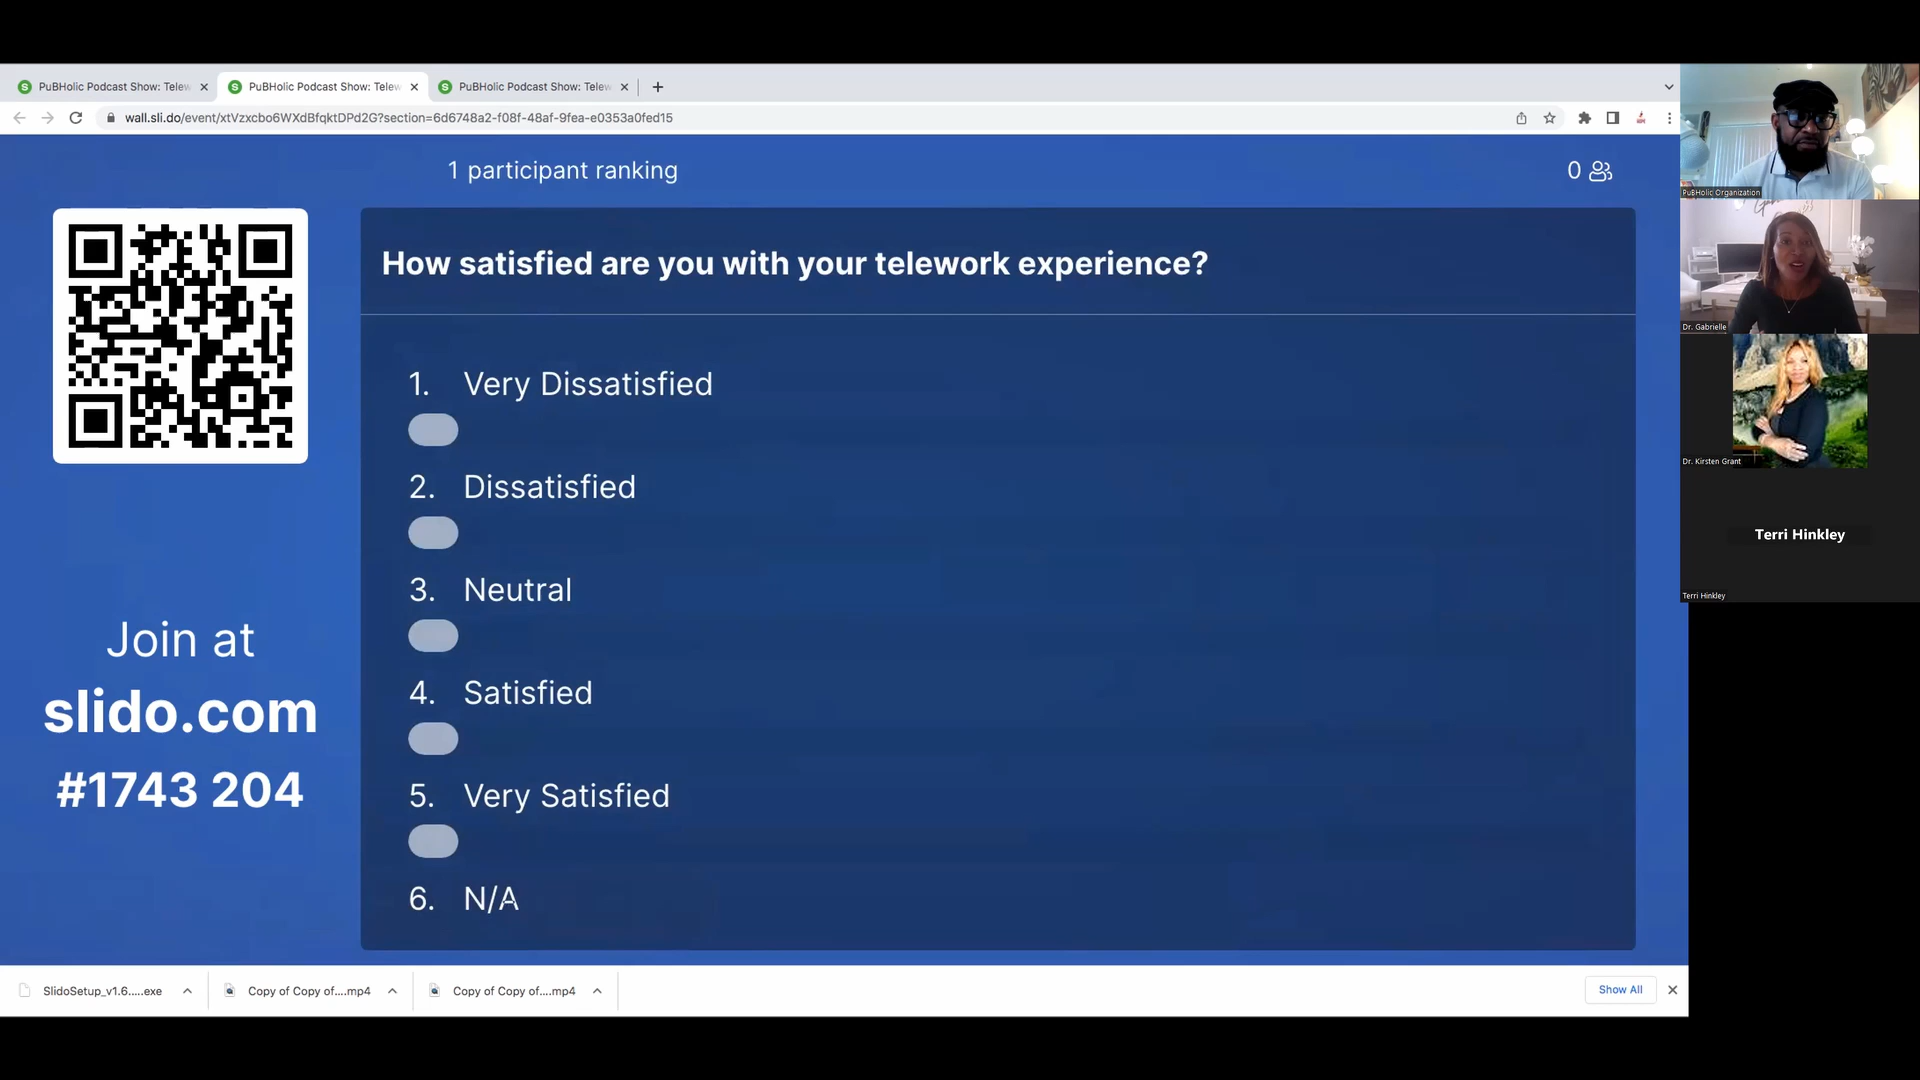 PuBHolic Podcast Show: Telew
PuBHolic Podcast Show: Telew
PuBHolic Podcast Show: Telew
wall.sli.do/event/xtVzxcbo6WXdBfqktDPd2G?section=6d6748a2-f08f-48af-9fea-e0353a0fed15
1 participant ranking
0
How satisfied are you with your telework experience?
1. Very Dissatisfied
2. Dissatisfied
3. Neutral
4. Satisfied
5. Very Satisfied
6. N/A
Join at
slido.com
#1743 204
PuBHolic Organization
Dr. Gabrielle
Dr. Kirsten Grant
Terri Hinkley
Terri Hinkley
SlidoSetup_v1.6.....exe
Copy of Copy of....mp4
Copy of Copy of....mp4
Show All